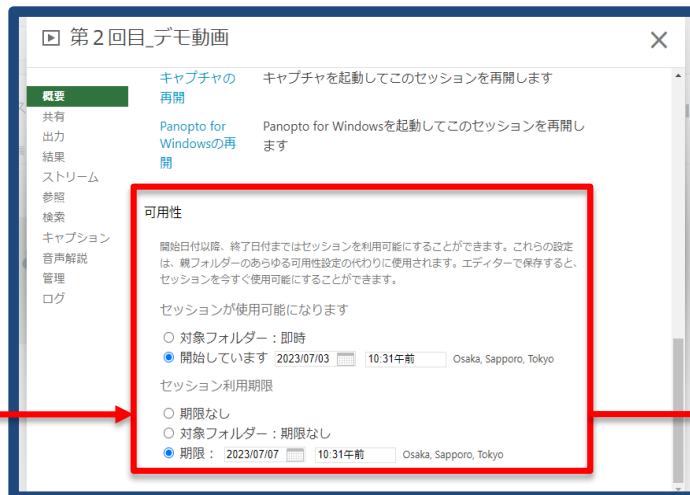 第２回目_デモ動画
キャプチャの
再開
キャプチャを起動してこのセッションを再開します
概要
共有
出力
結果
ストリーム
参照
検索
キャプション
音声解説
管理
ログ
Panopto for
Windowsの再
開
Panopto for Windowsを起動してこのセッションを再開し
ます
可用性
開始日付以降、終了日付まではセッションを利用可能にすることができます。これらの設定
は、親フォルダーのあらゆる可用性設定の代わりに使用されます。エディターで保存すると、
セッションを今すぐ使用可能にすることができます。
セッションが使用可能になります
対象フォルダー：即時
開始しています 2023/07/03 10:31午前 Osaka, Sapporo, Tokyo
セッション利用期限
期限なし
対象フォルダー：期限なし
期限： 2023/07/07 10:31午前 Osaka, Sapporo, Tokyo